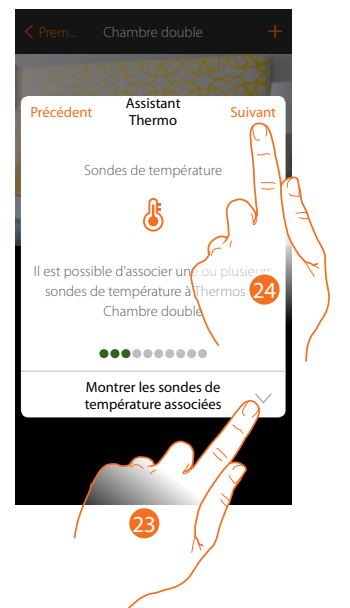 < Prem... Chambre double +
Précédent Assistant Thermo Suivant
Sondes de température
Il est possible d'associer une ou plusieurs
sondes de température à Thermos
Chambre double
24
Montrer les sondes de
température associées
23